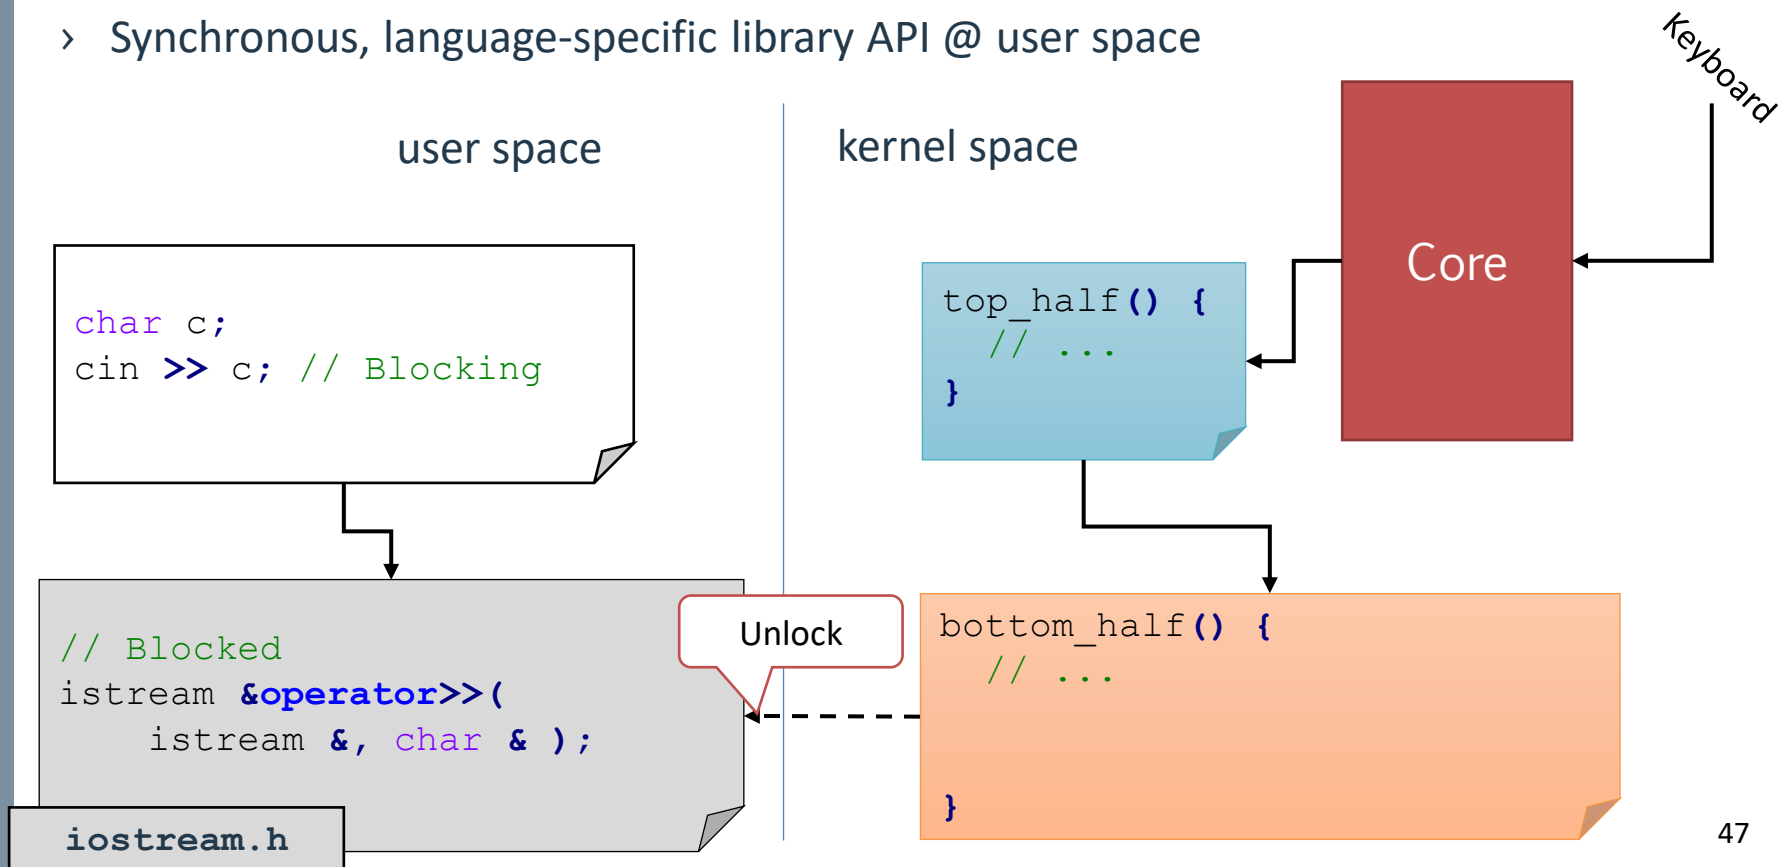 › Synchronous, language-specific library API @ user space
Keyboard
user space
kernel space
Core
char c;
cin >> c; // Blocking
top_half() {
// ...
}
// Blocked
istream &operator>>(
istream &, char & );
iostream.h
Unlock
bottom_half() {
// ...
}
47